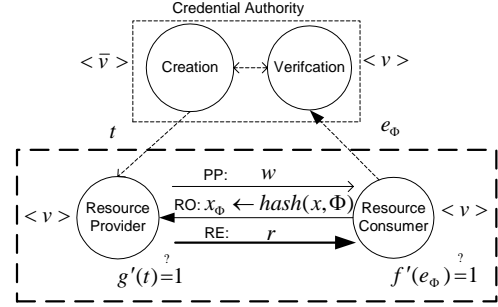 Credential Authority
< v̅ > Creation Verifcation < v >
t e_Φ
PP: w
RO: x_Φ ← hash(x,Φ)
< v > Resource Provider Resource Consumer < v >
RE: r
g'(t) ≟ 1 f'(e_Φ) ≟ 1